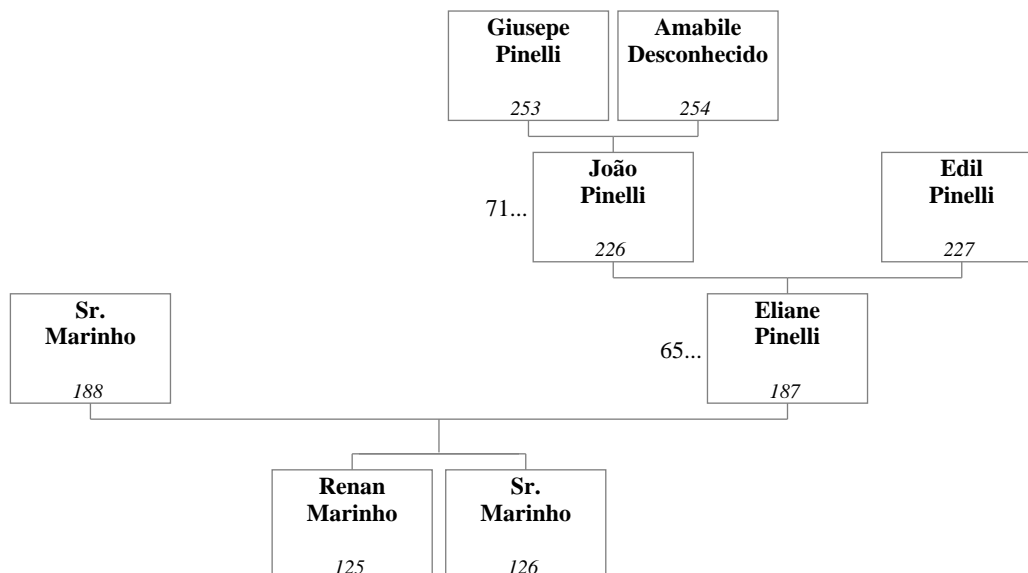 Giusepe
Pinelli
253
Amabile
Desconhecido
254
João
Pinelli
71...
226
Edil
Pinelli
227
Sr.
Marinho
188
Eliane
Pinelli
65...
187
Renan
Marinho
125
Sr.
Marinho
126